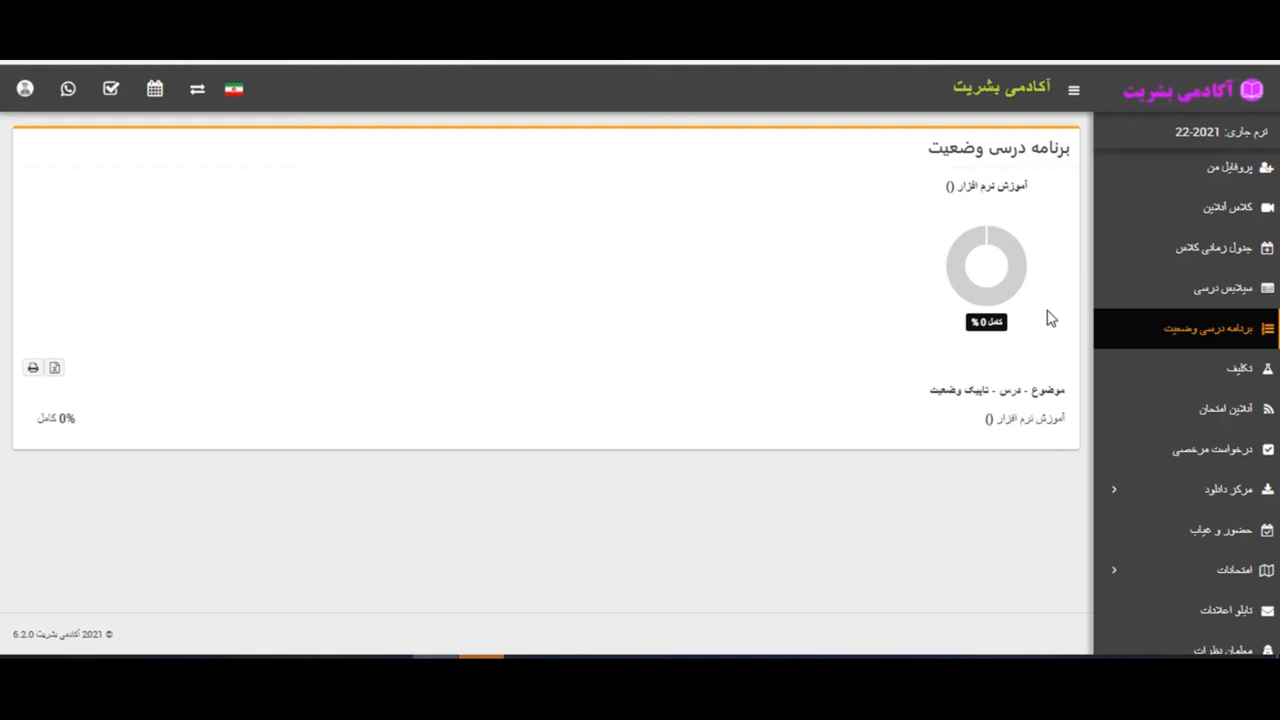 آکادمی بشریت
آکادمی بشریت
ترم جاری: 2021-22
پروفایل من
کلاس آنلاین
جدول زمانی کلاس
سیلابس درسی
برنامه درسی وضعیت
تکلیف
آنلاین امتحان
درخواست مرخصی
مرکز دانلود
حضور و غیاب
امتحانات
تابلو اعلانات
معلمان نظرات
برنامه درسی وضعیت
آموزش نرم افزار ()
کامل 0 %
موضوع - درس - تاپیک وضعیت
آموزش نرم افزار ()
0% کامل
© 2021 آکادمی بشریت 6.2.0